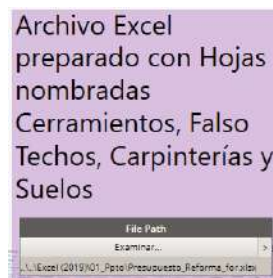 Archivo Excel
preparado con Hojas
nombradas
Cerramientos, Falso
Techos, Carpinterías y
Suelos
File Path
Examinar... >
..\..\Excel (2019)\01_Ppto\Presupuesto_Reforma_for.xlsx